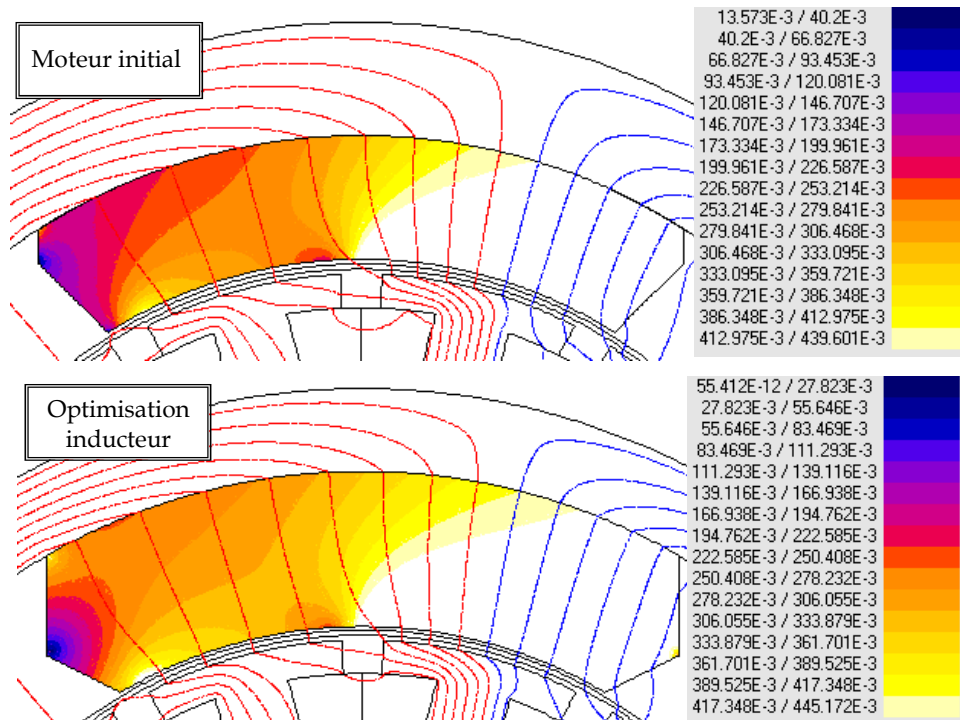 Moteur initial
13.573E-3 / 40.2E-3
40.2E-3 / 66.827E-3
66.827E-3 / 93.453E-3
93.453E-3 / 120.081E-3
120.081E-3 / 146.707E-3
146.707E-3 / 173.334E-3
173.334E-3 / 199.961E-3
199.961E-3 / 226.587E-3
226.587E-3 / 253.214E-3
253.214E-3 / 279.841E-3
279.841E-3 / 306.468E-3
306.468E-3 / 333.095E-3
333.095E-3 / 359.721E-3
359.721E-3 / 386.348E-3
386.348E-3 / 412.975E-3
412.975E-3 / 439.601E-3
Optimisation
inducteur
55.412E-12 / 27.823E-3
27.823E-3 / 55.646E-3
55.646E-3 / 83.469E-3
83.469E-3 / 111.293E-3
111.293E-3 / 139.116E-3
139.116E-3 / 166.938E-3
166.938E-3 / 194.762E-3
194.762E-3 / 222.585E-3
222.585E-3 / 250.408E-3
250.408E-3 / 278.232E-3
278.232E-3 / 306.055E-3
306.055E-3 / 333.879E-3
333.879E-3 / 361.701E-3
361.701E-3 / 389.525E-3
389.525E-3 / 417.348E-3
417.348E-3 / 445.172E-3